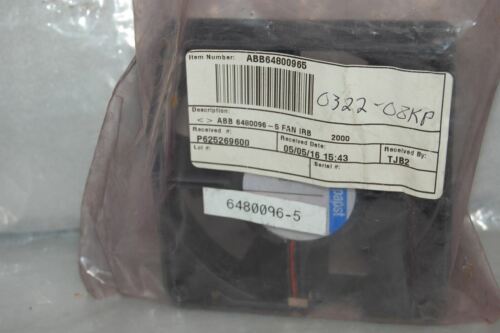 Item Number: ABB64800965
0322-08KP
Description:
< > ABB 6480096-5 FAN IRB 2000
Received #: Received Date: Received By:
P625269600 05/05/16 15:43 TJB2
Lot #: Serial #:
papst
6480096-5